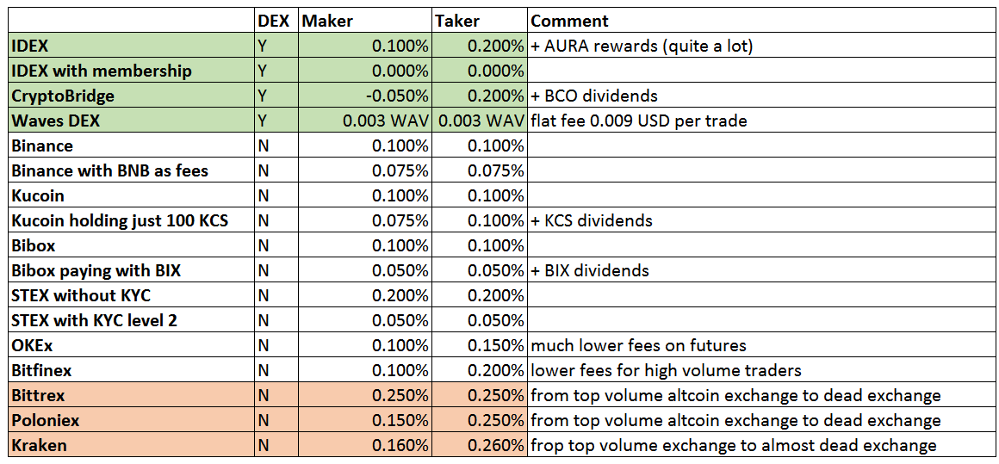 DEX Maker Taker Comment
IDEX Y 0.100% 0.200% + AURA rewards (quite a lot)
IDEX with membership Y 0.000% 0.000%
CryptoBridge Y -0.050% 0.200% + BCO dividends
Waves DEX Y 0.003 WAV 0.003 WAV flat fee 0.009 USD per trade
Binance N 0.100% 0.100%
Binance with BNB as fees N 0.075% 0.075%
Kucoin N 0.100% 0.100%
Kucoin holding just 100 KCS N 0.075% 0.100% + KCS dividends
Bibox N 0.100% 0.100%
Bibox paying with BIX N 0.050% 0.050% + BIX dividends
STEX without KYC N 0.200% 0.200%
STEX with KYC level 2 N 0.050% 0.050%
OKEx N 0.100% 0.150% much lower fees on futures
Bitfinex N 0.100% 0.200% lower fees for high volume traders
Bittrex N 0.250% 0.250% from top volume altcoin exchange to dead exchange
Poloniex N 0.150% 0.250% from top volume altcoin exchange to dead exchange
Kraken N 0.160% 0.260% frop top volume exchange to almost dead exchange